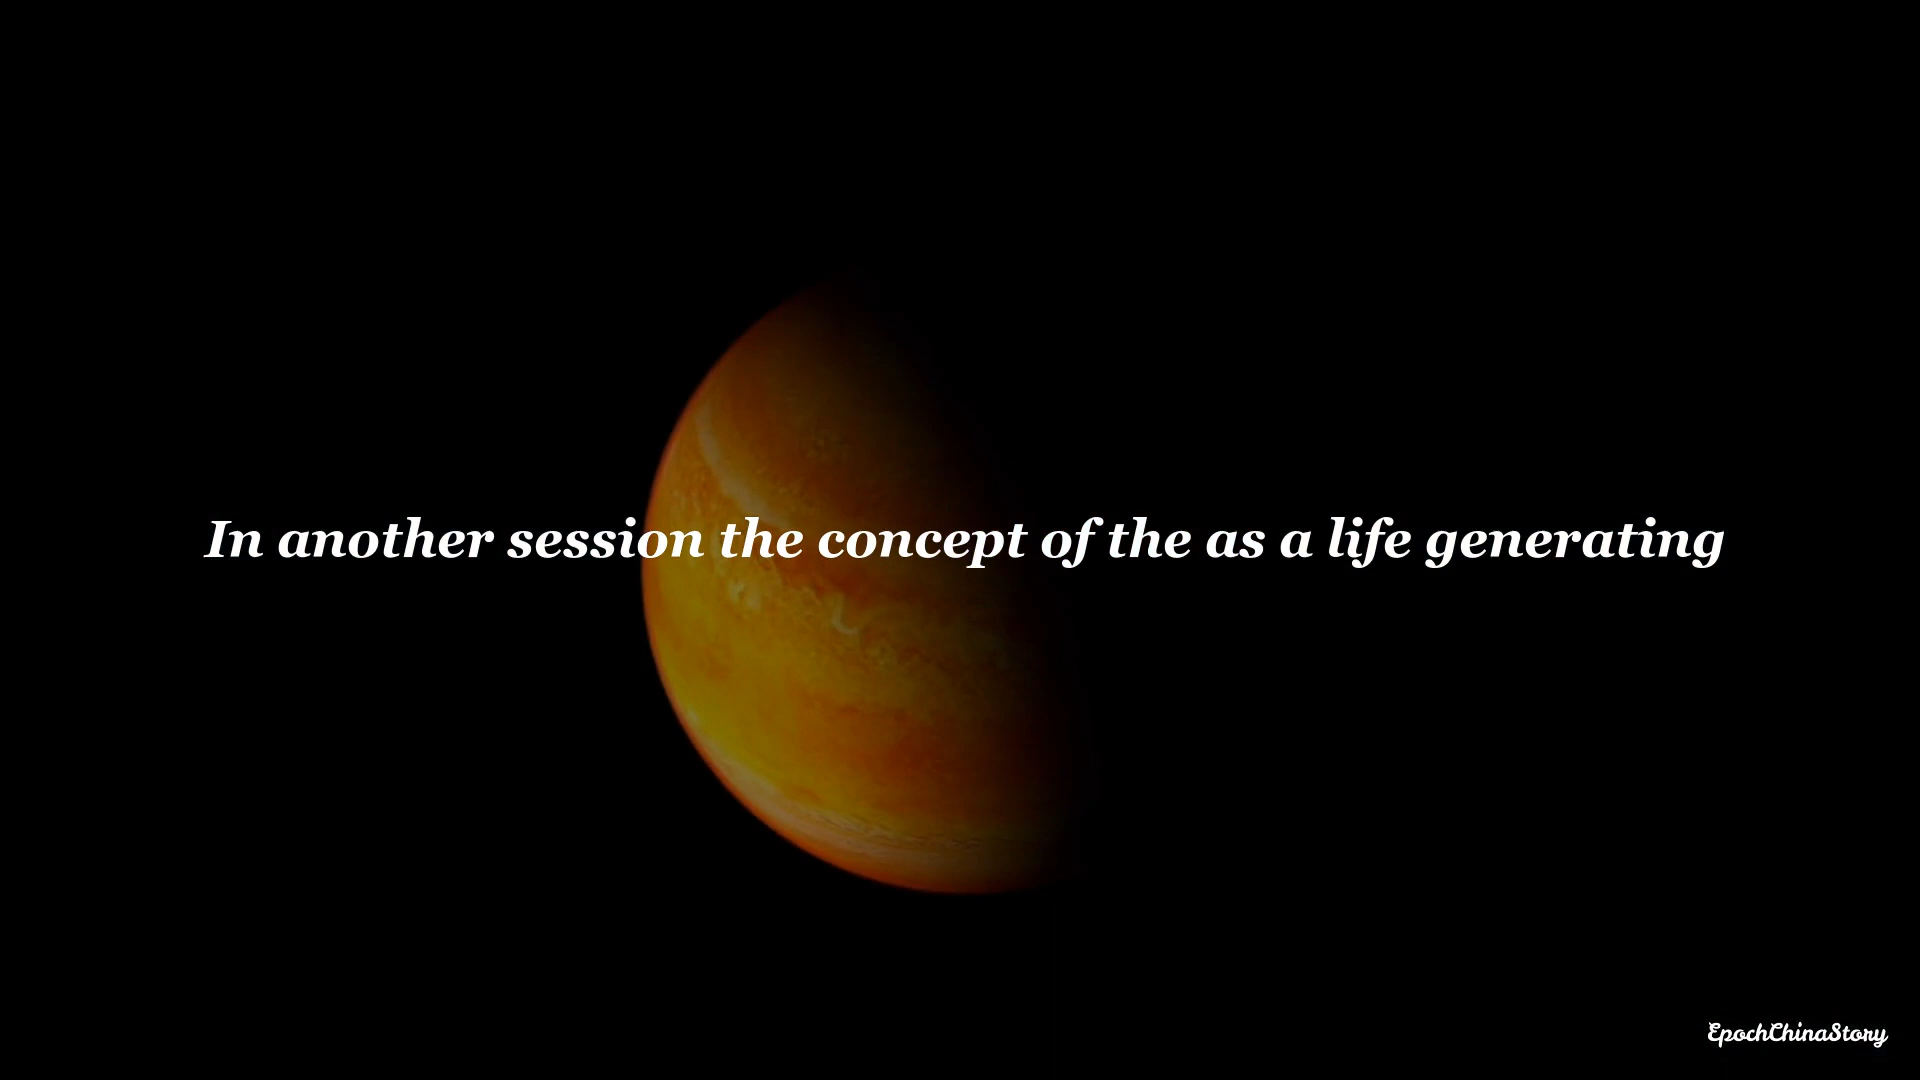 In another session the concept of the as a life generating
EpochChinaStory